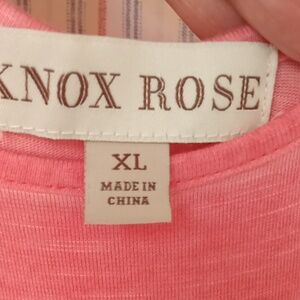 KNOX ROSE
XL
MADE IN
CHINA